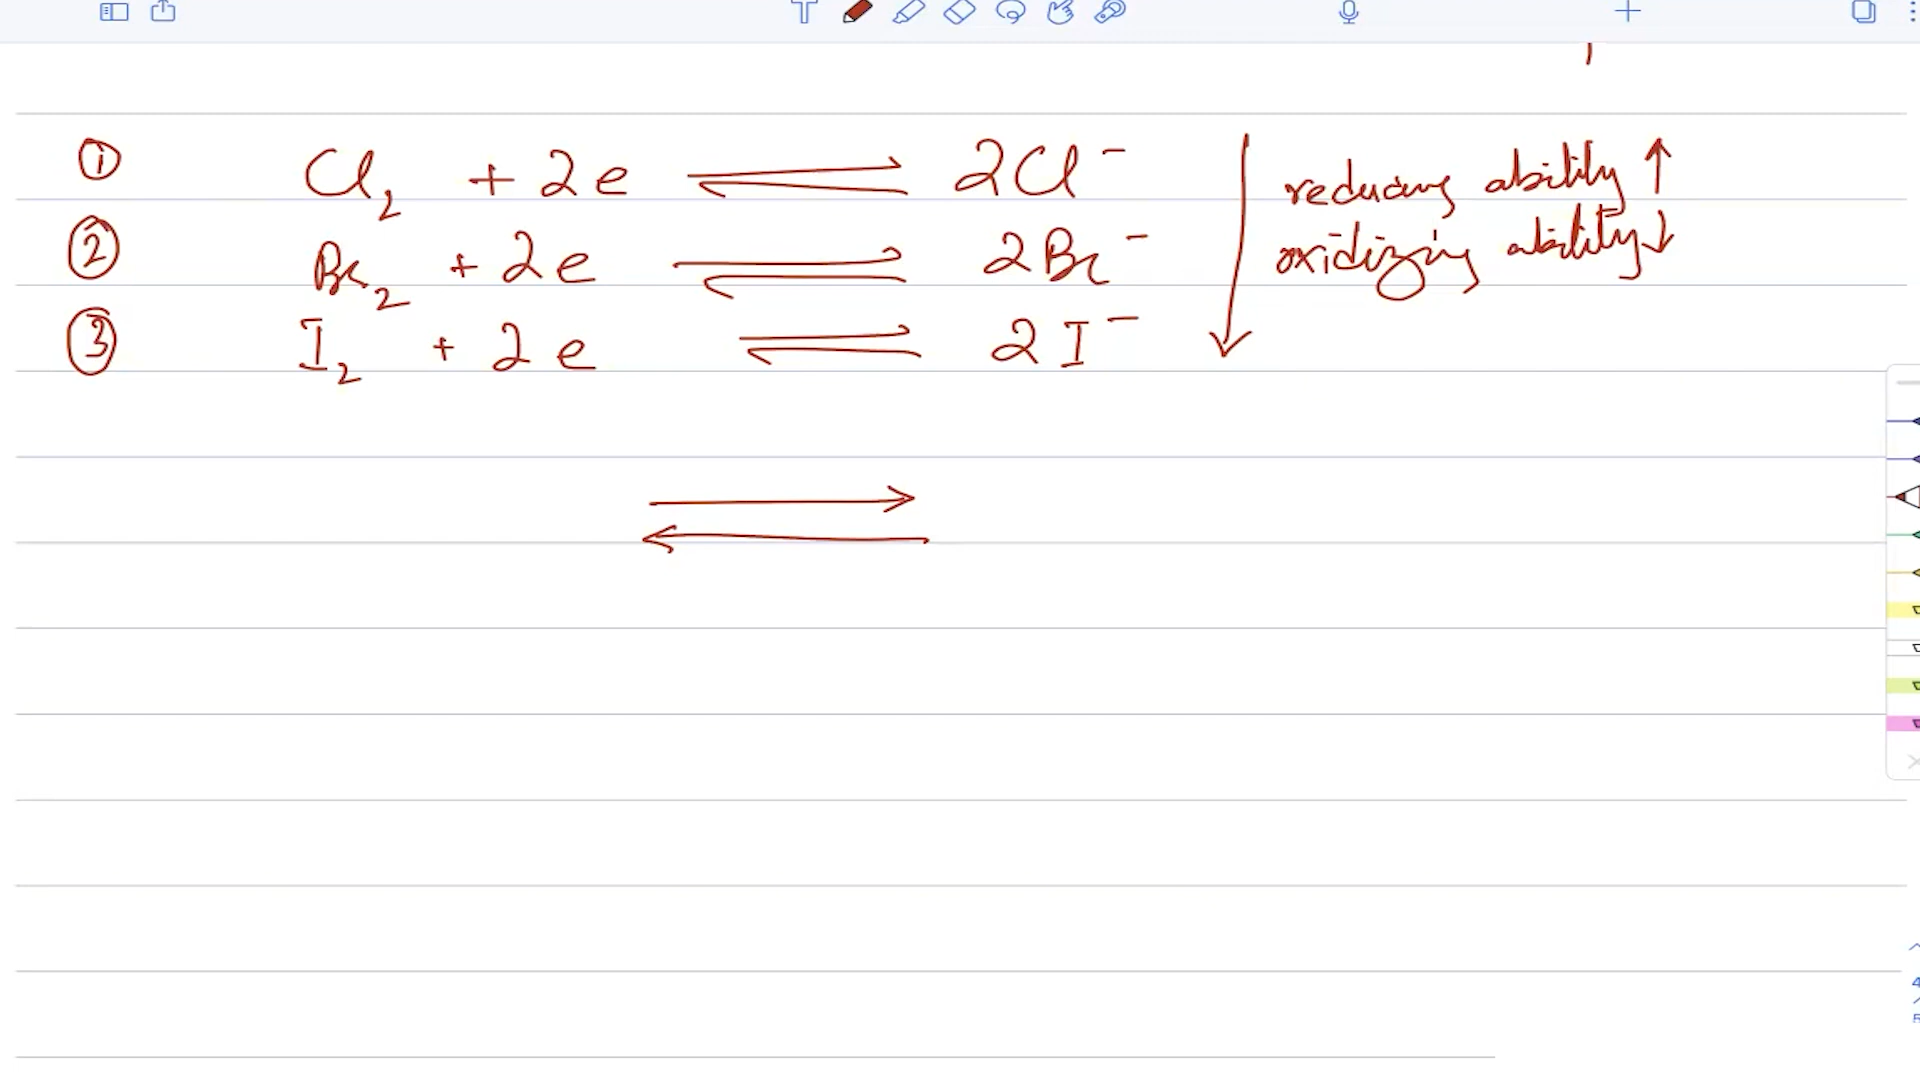 ① Cl₂ + 2e ⇌ 2Cl⁻
② Br₂ + 2e ⇌ 2Br⁻
③ I₂ + 2e ⇌ 2I⁻
↓ reducing ability ↑
oxidizing ability ↓
⇌